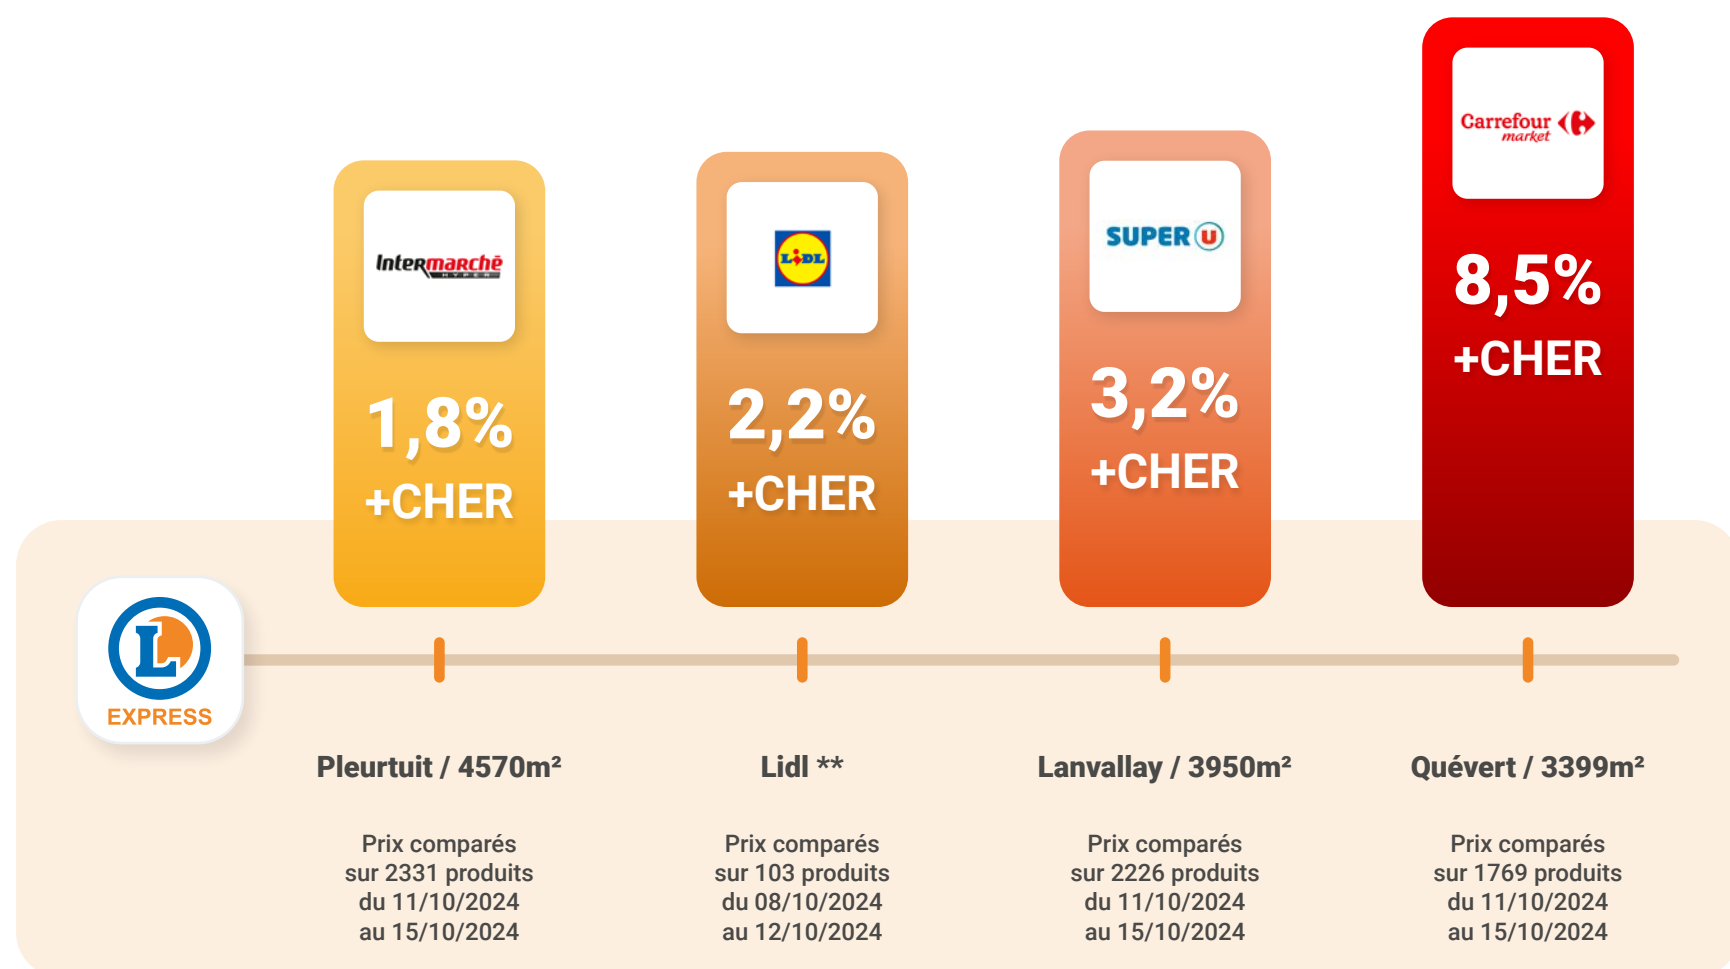 Intermarchē
HYPER
1,8%
+CHER
LIDL
2,2%
+CHER
SUPER U
3,2%
+CHER
Carrefour
market
8,5%
+CHER
L
EXPRESS
Pleurtuit / 4570m²
Prix comparés
sur 2331 produits
du 11/10/2024
au 15/10/2024
Lidl **
Prix comparés
sur 103 produits
du 08/10/2024
au 12/10/2024
Lanvallay / 3950m²
Prix comparés
sur 2226 produits
du 11/10/2024
au 15/10/2024
Quévert / 3399m²
Prix comparés
sur 1769 produits
du 11/10/2024
au 15/10/2024